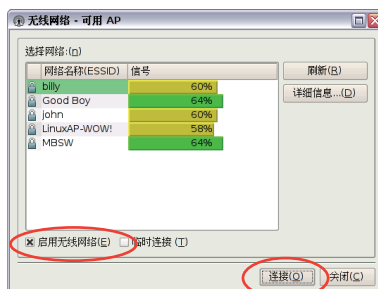 无线网络 - 可用 AP
选择网络:(n)
网络名称(ESSID) 信号
billy 60%
Good Boy 64%
john 60%
LinuxAP-WOW! 58%
MBSW 64%
刷新(R)
详细信息...(D)
启用无线网络(E) 临时连接 (T)
连接(O) 关闭(C)